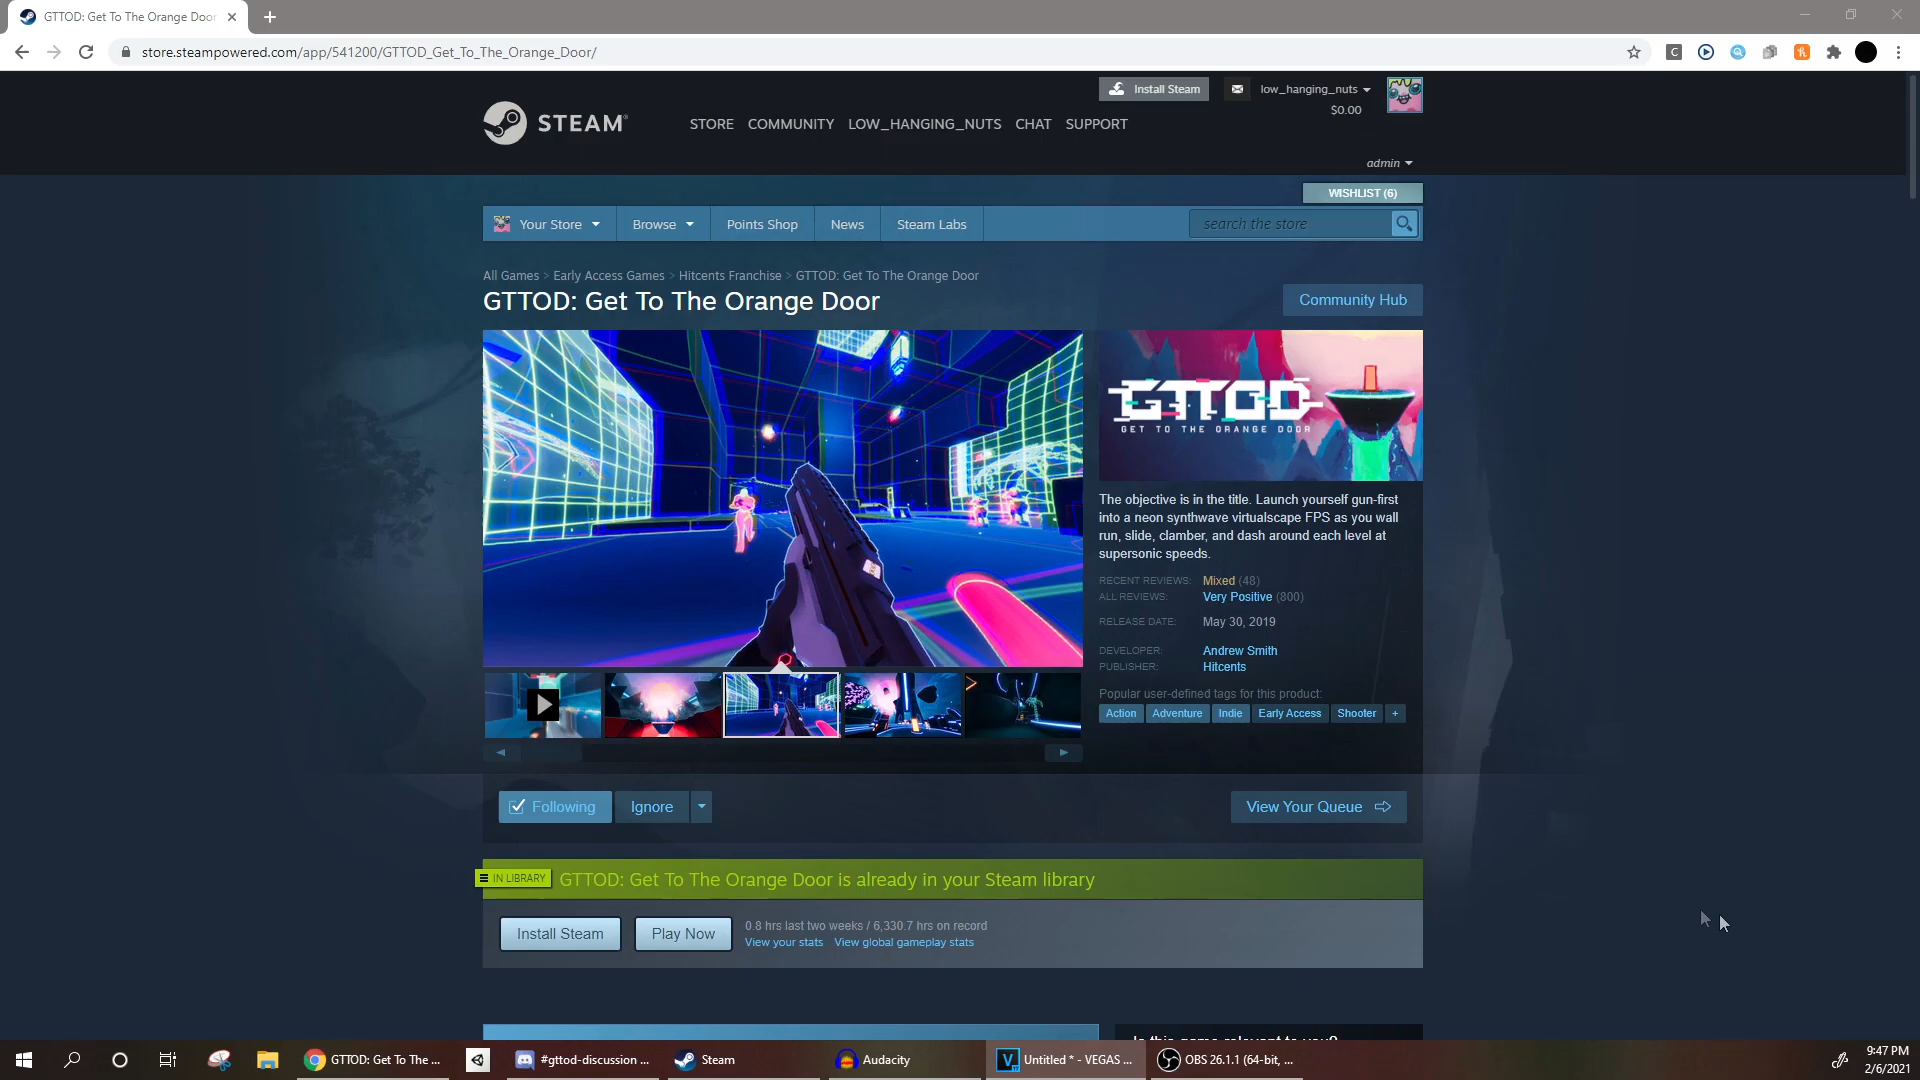 GTTOD: Get To The Orange Door
store.steampowered.com/app/541200/GTTOD_Get_To_The_Orange_Door/
Install Steam
low_hanging_nuts
$0.00
STEAM
STORE COMMUNITY LOW_HANGING_NUTS CHAT SUPPORT
admin
WISHLIST (6)
Your Store Browse Points Shop News Steam Labs search the store
All Games > Early Access Games > Hitcents Franchise > GTTOD: Get To The Orange Door
GTTOD: Get To The Orange Door
Community Hub
GTTOD
GET TO THE ORANGE DOOR
The objective is in the title. Launch yourself gun-first
into a neon synthwave virtualscape FPS as you wall
run, slide, clamber, and dash around each level at
supersonic speeds.
RECENT REVIEWS: Mixed (48)
ALL REVIEWS: Very Positive (800)
RELEASE DATE: May 30, 2019
DEVELOPER: Andrew Smith
PUBLISHER: Hitcents
Popular user-defined tags for this product:
Action Adventure Indie Early Access Shooter +
Following Ignore View Your Queue
IN LIBRARY GTTOD: Get To The Orange Door is already in your Steam library
Install Steam Play Now
0.8 hrs last two weeks / 6,330.7 hrs on record
View your stats View global gameplay stats
Is this game relevant to you?
GTTOD: Get To The ... #gttod-discussion ... Steam Audacity Untitled * - VEGAS ... OBS 26.1.1 (64-bit, ...
9:47 PM
2/6/2021